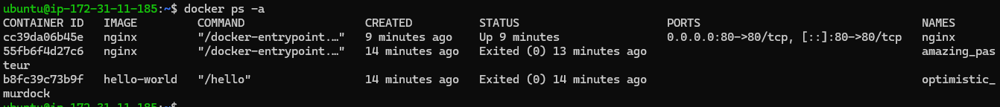 ubuntu@ip-172-31-11-185:~$ docker ps -a
CONTAINER ID   IMAGE         COMMAND                  CREATED          STATUS                      PORTS                                 NAMES
cc39da06b45e   nginx         "/docker-entrypoint.…"   9 minutes ago    Up 9 minutes                0.0.0.0:80->80/tcp, [::]:80->80/tcp   nginx
55fb6f4d27c6   nginx         "/docker-entrypoint.…"   14 minutes ago   Exited (0) 13 minutes ago                                         amazing_pas
teur
b8fc39c73b9f   hello-world   "/hello"                 14 minutes ago   Exited (0) 14 minutes ago                                         optimistic_
murdock
ubuntu@ip-172-31-11-185:~$